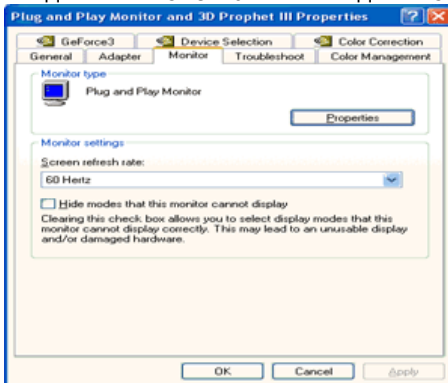 Plug and Play Monitor and 3D Prophet III Properties
GeForce3 Device Selection Color Correction
General Adapter Monitor Troubleshoot Color Management
Monitor type
Plug and Play Monitor
Properties
Monitor settings
Screen refresh rate:
60 Hertz
Hide modes that this monitor cannot display
Clearing this check box allows you to select display modes that this
monitor cannot display correctly. This may lead to an unusable display
and/or damaged hardware.
OK Cancel Apply